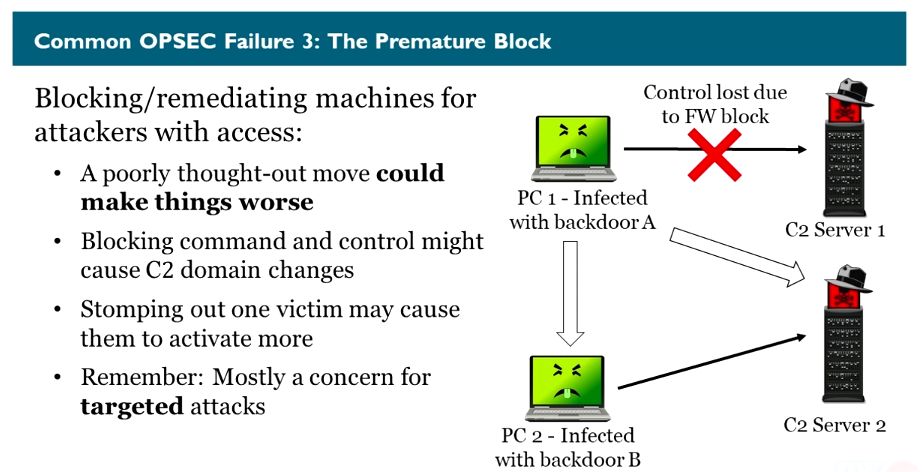 Common OPSEC Failure 3: The Premature Block
Blocking/remediating machines for
attackers with access:
• A poorly thought-out move could
make things worse
• Blocking command and control might
cause C2 domain changes
• Stomping out one victim may cause
them to activate more
• Remember: Mostly a concern for
targeted attacks
Control lost due
to FW block
PC 1 - Infected
with backdoor A
C2 Server 1
PC 2 - Infected
with backdoor B
C2 Server 2